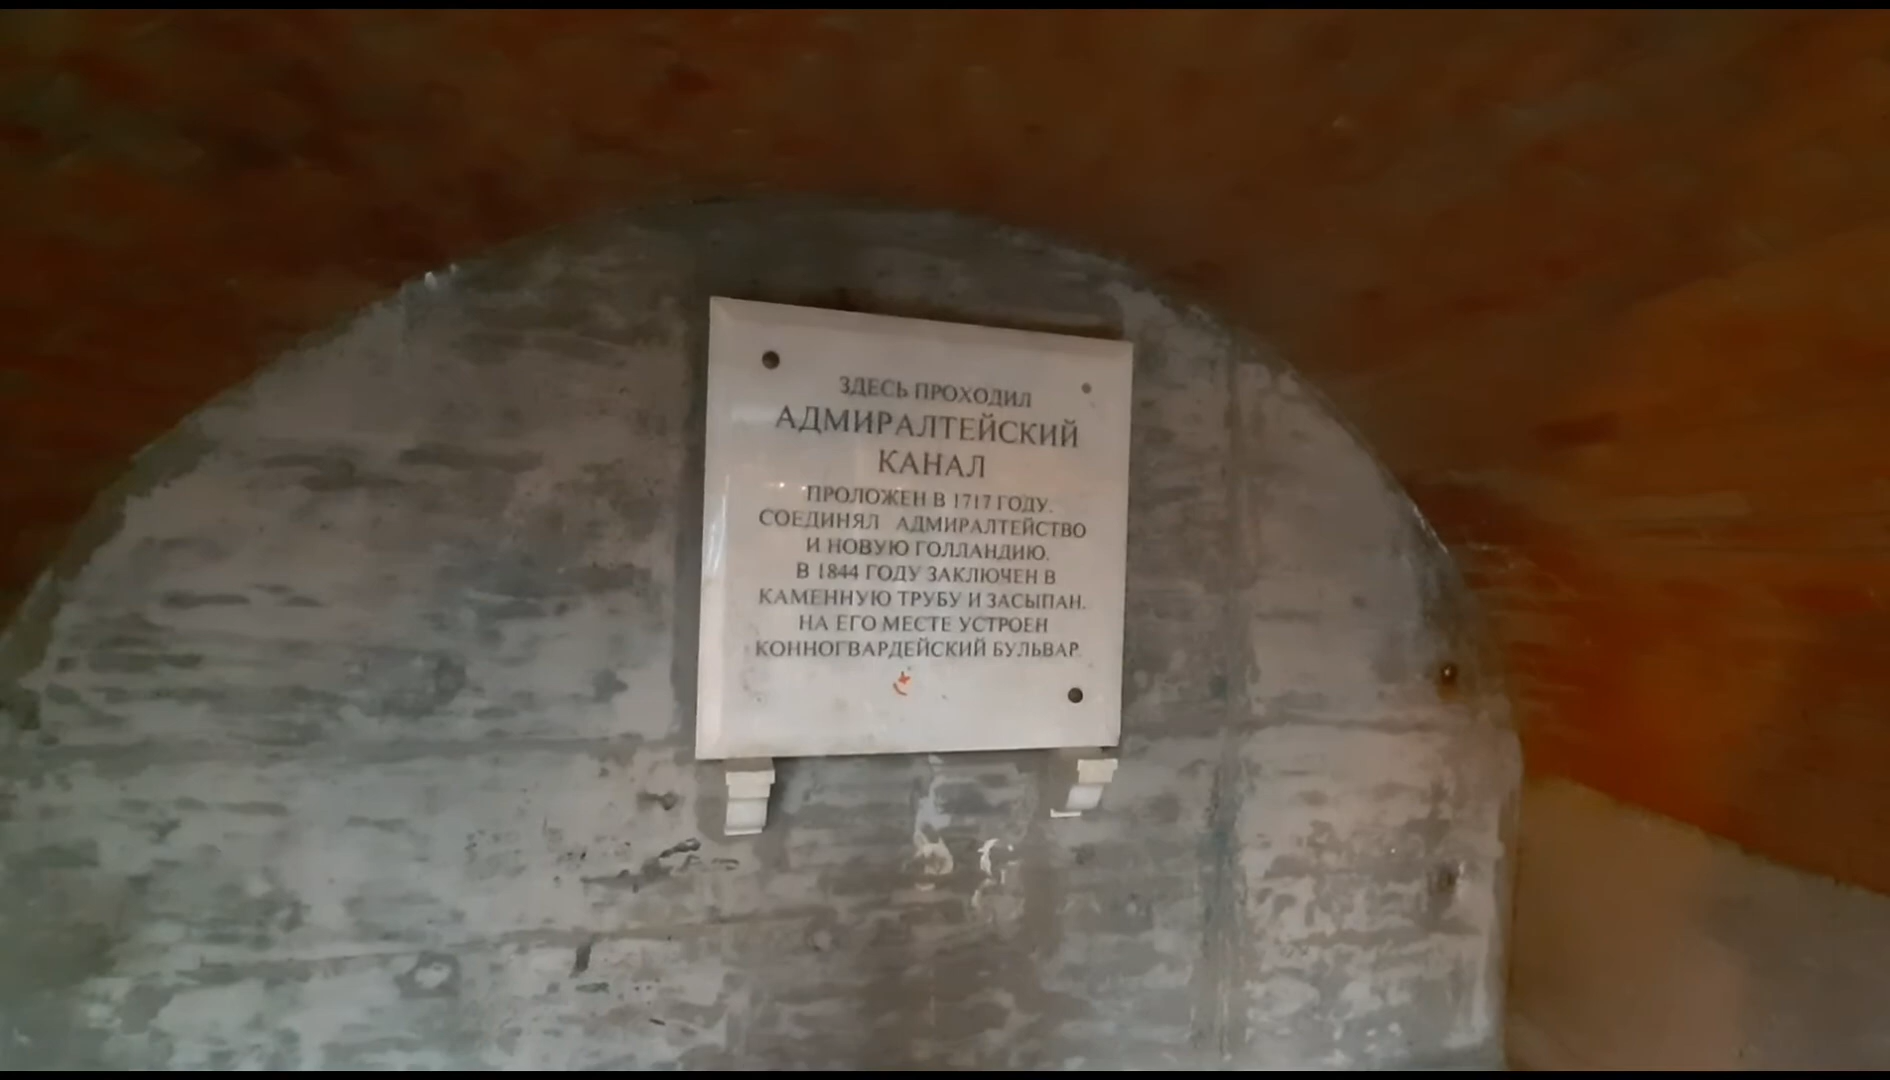 ЗДЕСЬ ПРОХОДИЛ
АДМИРАЛТЕЙСКИЙ
КАНАЛ
ПРОЛОЖЕН В 1717 ГОДУ.
СОЕДИНЯЛ АДМИРАЛТЕЙСТВО
И НОВУЮ ГОЛЛАНДИЮ.
В 1844 ГОДУ ЗАКЛЮЧЕН В
КАМЕННУЮ ТРУБУ И ЗАСЫПАН.
НА ЕГО МЕСТЕ УСТРОЕН
КОННОГВАРДЕЙСКИЙ БУЛЬВАР